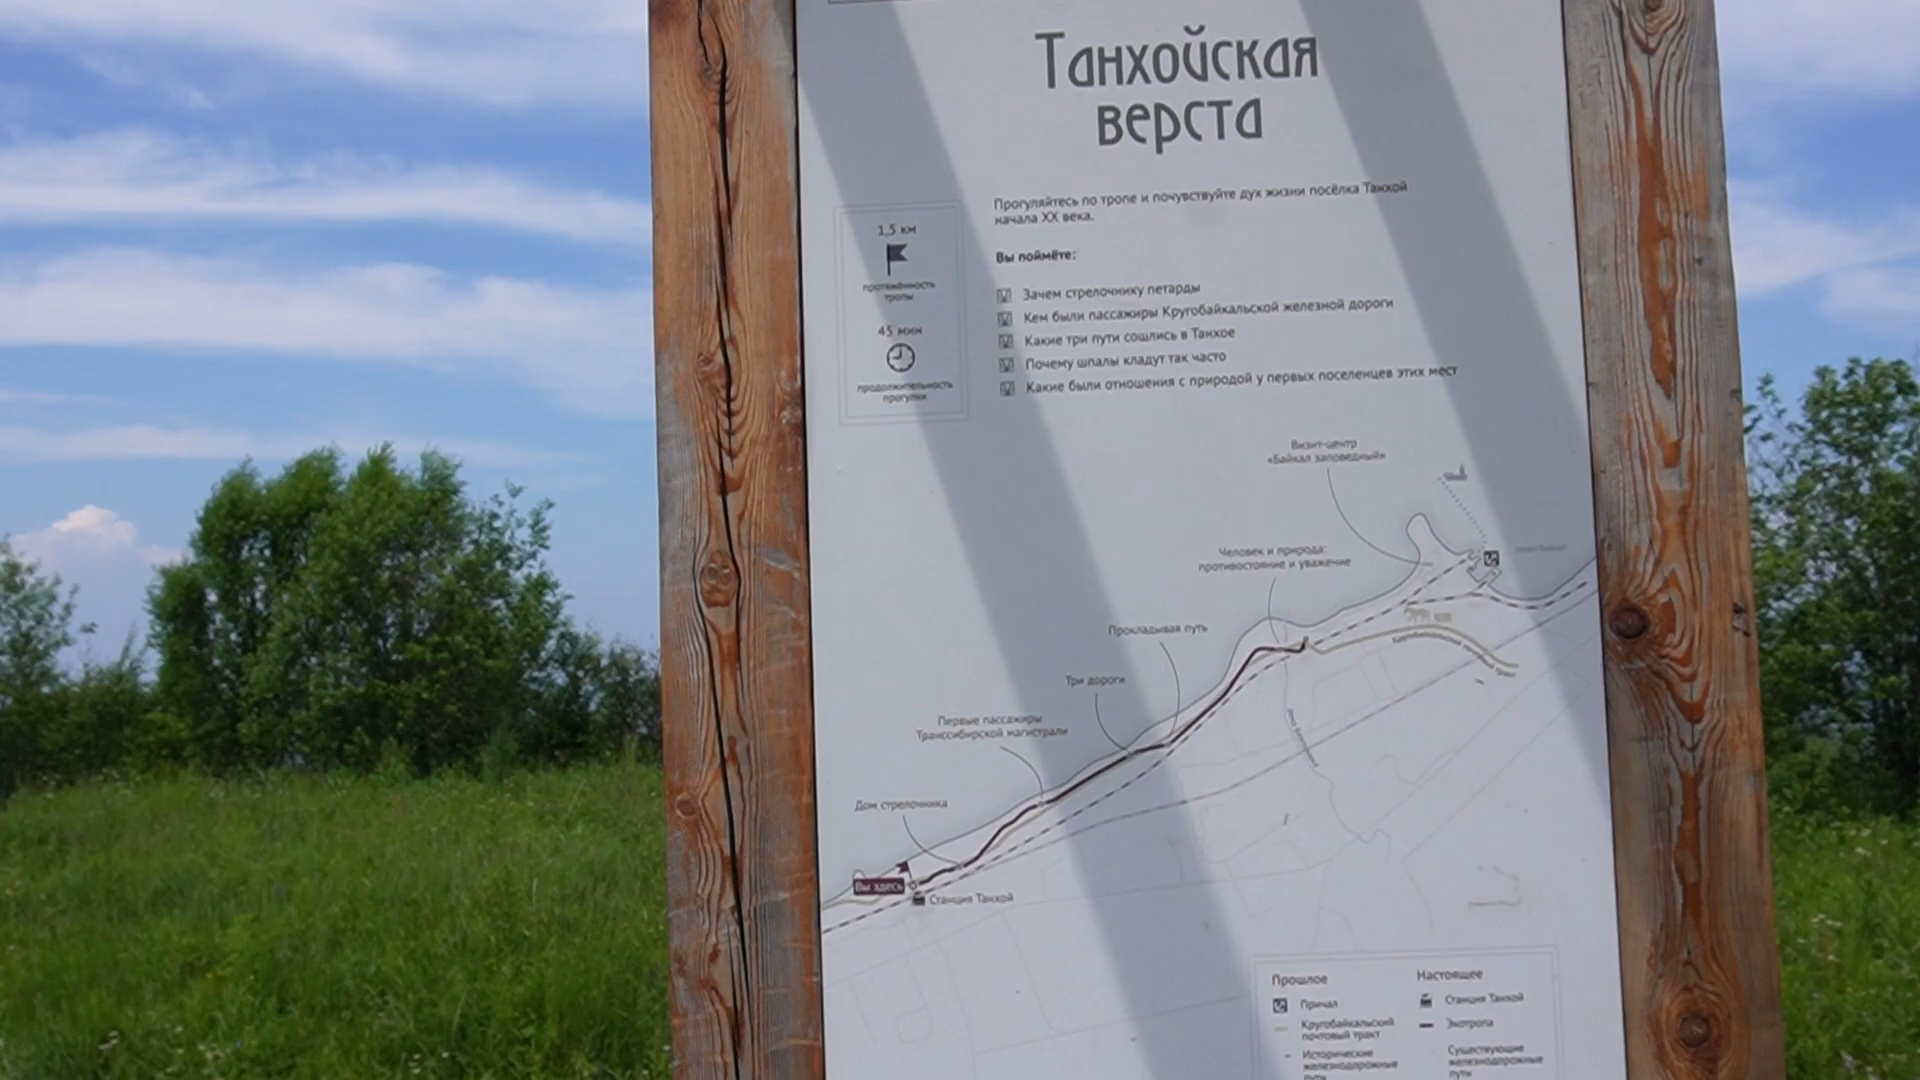 Танхойская
верста
Прогуляйтесь по тропе и почувствуйте дух жизни посёлка Танхой
начала XX века.
1,5 км
протяжённость
тропы
45 мин
продолжительность
прогулки
Вы поймёте:
Зачем стрелочнику петарды
Кем были пассажиры Кругобайкальской железной дороги
Какие три пути сошлись в Танхое
Почему шпалы кладут так часто
Какие были отношения с природой у первых поселенцев этих мест
Визит-центр
«Байкал заповедный»
Человек и природа:
противостояние и уважение
Прокладывая путь
Три дороги
Первые пассажиры
Транссибирской магистрали
Дом стрелочника
Вы здесь
Станция Танхой
Прошлое
Причал
Кругобайкальский
почтовый тракт
Исторические
железнодорожные
пути
Настоящее
Станция Танхой
Экотропа
Существующие
железнодорожные
пути